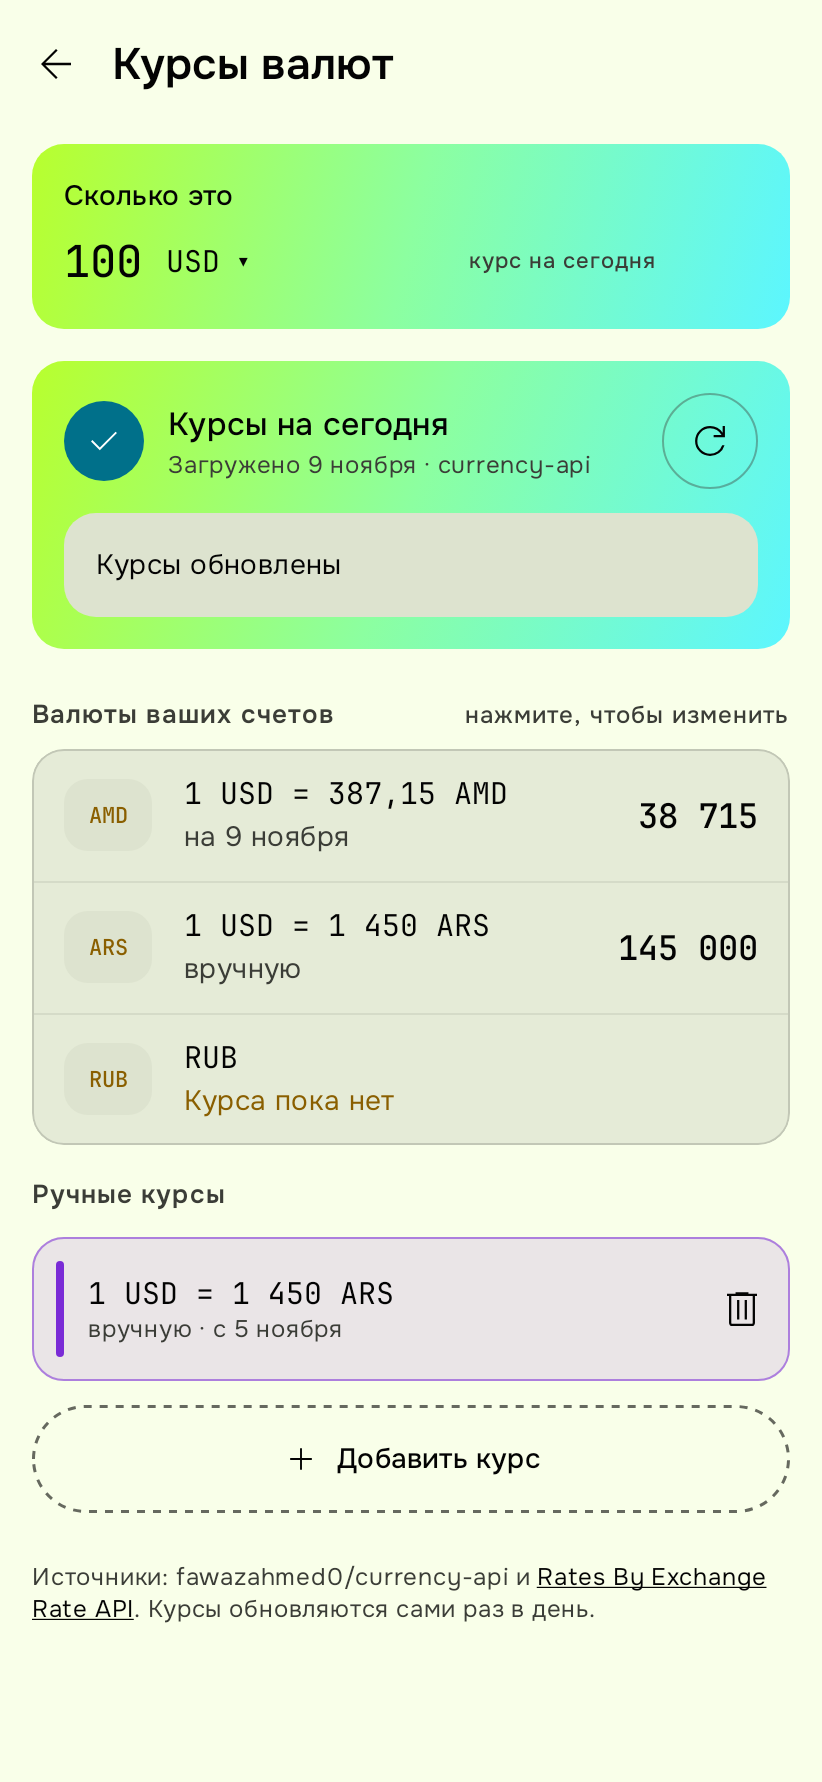 Курсы валют
Сколько это
100 USD ▾
курс на сегодня
Курсы на сегодня
Загружено 9 ноября · currency-api
Курсы обновлены
Валюты ваших счетов
нажмите, чтобы изменить
AMD
1 USD = 387,15 AMD
на 9 ноября
38 715
ARS
1 USD = 1 450 ARS
вручную
145 000
RUB
RUB
Курса пока нет
Ручные курсы
1 USD = 1 450 ARS
вручную · с 5 ноября
Добавить курс
Источники: fawazahmed0/currency-api и Rates By Exchange
Rate API. Курсы обновляются сами раз в день.